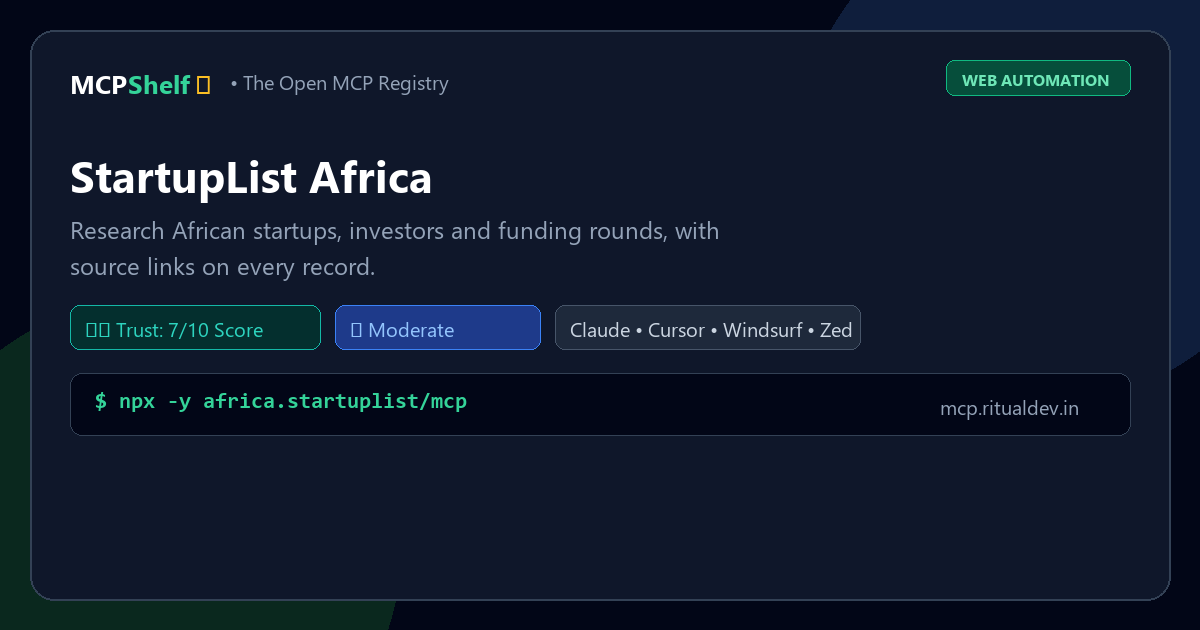 MCPShelf • The Open MCP Registry
WEB AUTOMATION
StartupList Africa
Research African startups, investors and funding rounds, with
source links on every record.
Trust: 7/10 Score
Moderate
Claude • Cursor • Windsurf • Zed
$ npx -y africa.startuplist/mcp
mcp.ritualdev.in